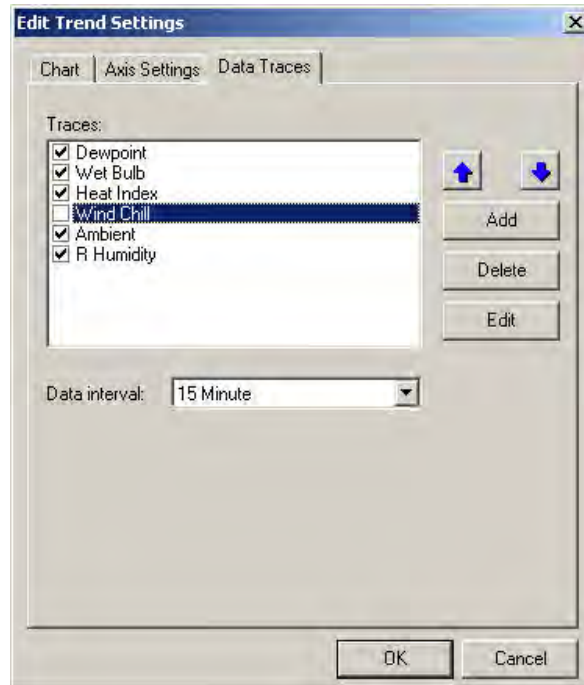 Edit Trend Settings
Chart
Axis Settings
Data Traces
Traces:
Dewpoint
Wet Bulb
Heat Index
Wind Chill
Ambient
R Humidity
Add
Delete
Edit
Data interval:
15 Minute
OK
Cancel